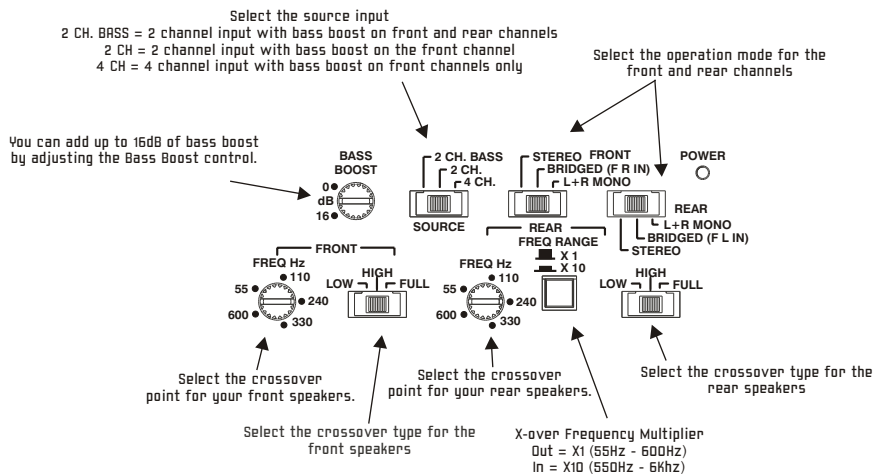 Select the source input
2 CH. BASS = 2 channel input with bass boost on front and rear channels
2 CH = 2 channel input with bass boost on the front channel
4 CH = 4 channel input with bass boost on front channels only
Select the operation mode for the
front and rear channels
You can add up to 16dB of bass boost
by adjusting the Bass Boost control.
BASS
BOOST
0
dB
16
2 CH. BASS
2 CH.
4 CH.
SOURCE
STEREO FRONT
BRIDGED (F R IN)
L+R MONO
POWER
REAR
L+R MONO
BRIDGED (F L IN)
STEREO
FRONT
FREQ Hz
55
110
240
330
600
LOW
HIGH
FULL
REAR
FREQ RANGE
X 1
X 10
FREQ Hz
55
110
240
330
600
LOW
HIGH
FULL
Select the crossover
point for your front speakers.
Select the crossover type for the
front speakers
Select the crossover
point for your rear speakers.
X-over Frequency Multiplier
Out = X1 (55Hz - 600Hz)
In = X10 (550Hz - 6Khz)
Select the crossover type for the
rear speakers